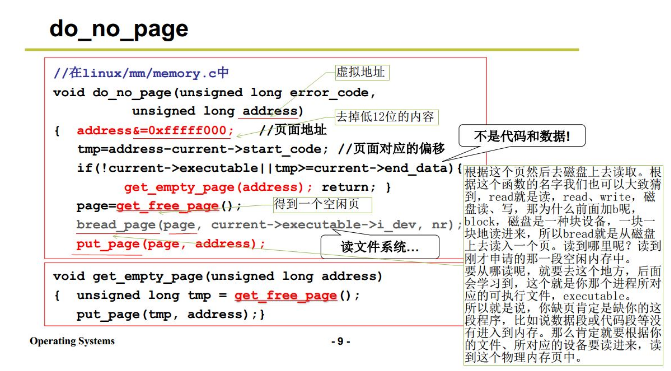 do_no_page
//在linux/mm/memory.c中
虚拟地址
void do_no_page(unsigned long error_code,
unsigned long address)
去掉低12位的内容
{ address&=0xfffff000; //页面地址
不是代码和数据!
tmp=address-current->start_code; //页面对应的偏移
if(!current->executable||tmp>=current->end_data){
get_empty_page(address); return; }
得到一个空闲页
page=get_free_page();
bread_page(page, current->executable->i_dev, nr);
读文件系统…
put_page(page, address);
void get_empty_page(unsigned long address)
{ unsigned long tmp = get_free_page();
put_page(tmp, address);}
根据这个页然后去磁盘上去读取。根
据这个函数的名字我们也可以大致猜
到，read就是读，read、write，磁
盘读、写，那为什么前面加b呢，
block，磁盘是一种块设备，一块一
块地读进来，所以bread就是从磁盘
上去读入一个页。读到哪里呢？读到
刚才申请的那一段空闲内存中。
要从哪读呢，就要去这个地方，后面
会学习到，这个就是你那个进程所对
应的可执行文件，executable。
所以就是说，你缺页肯定是缺你的这
段程序，比如说数据段或代码段等没
有进入到内存。那么肯定就要根据你
的文件、所对应的设备要读进来，读
到这个物理内存页中。
Operating Systems
- 9 -